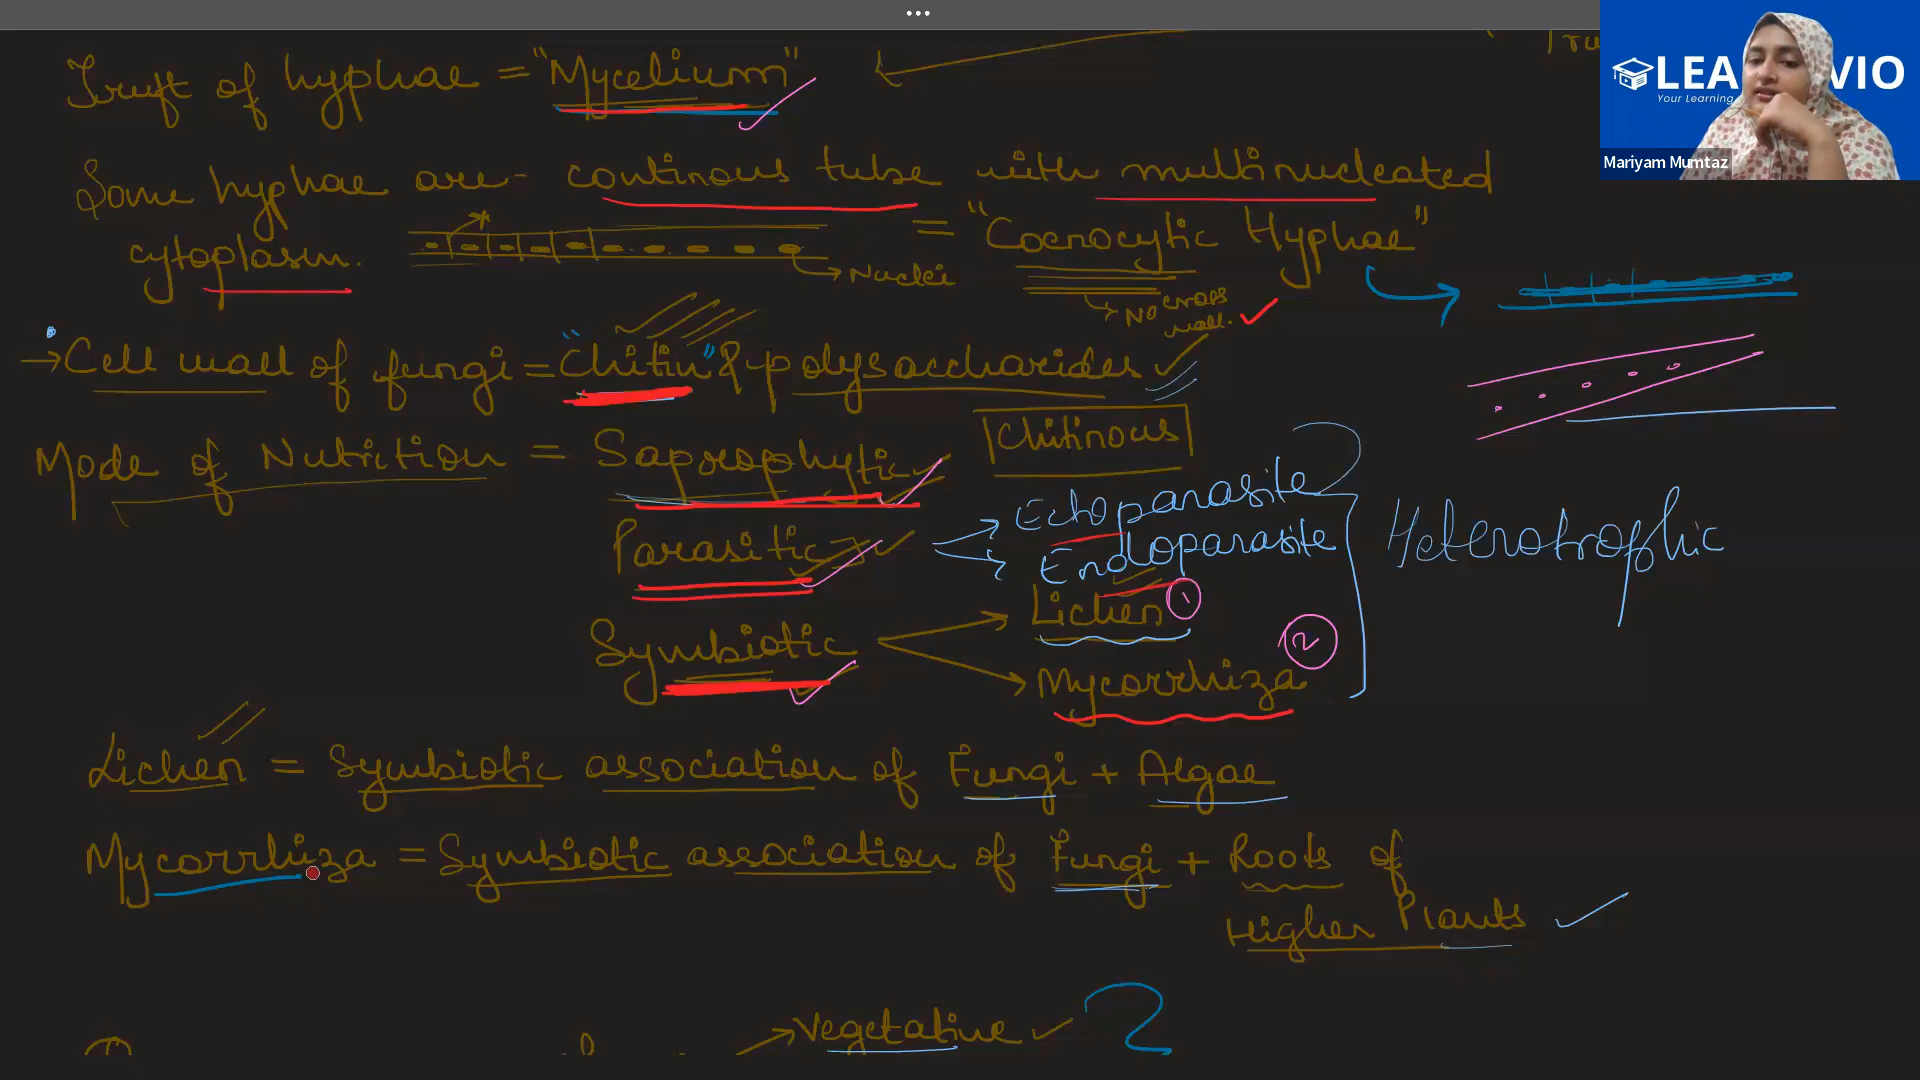 ...
Truft of hyphae = "Mycelium"
LEA VIO
Your Learning
Mariyam Mumtaz
Some hyphae are - continous tube with multinucleated
cytoplasm. = "Coenocytic Hyphae"
Nuclei
No cross
wall.
→ Cell wall of fungi = "Chitin" & polysaccharides
Chitinous
Mode of Nutrition = Saprophytic
Parasitic → Ectoparasite
→ Endoparasite
Heterotrophic
Symbiotic → Lichen 1
→ Mycorrhiza 2
Lichen = Symbiotic association of Fungi + Algae
Mycorrhiza = Symbiotic association of Fungi + Roots of
Higher Plants
→ Vegetative